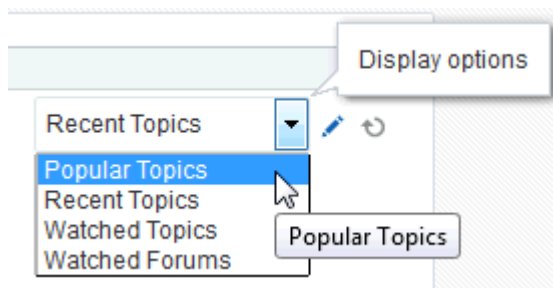 Display options
Recent Topics
Popular Topics
Recent Topics
Watched Topics
Popular Topics
Watched Forums